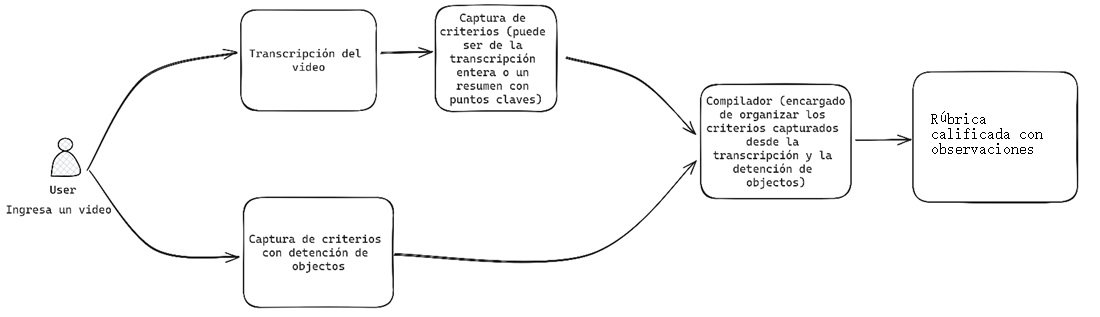 User
Ingresa un video
Transcripción del
video
Captura de
criterios (puede
ser de la
transcripción
entera o un
resumen con
puntos claves)
Captura de criterios
con detención de
objetos
Compilador (encargado
de organizar los
criterios capturados
desde la
transcripción y la
detención de
objetos)
Rúbrica
calificada con
observaciones